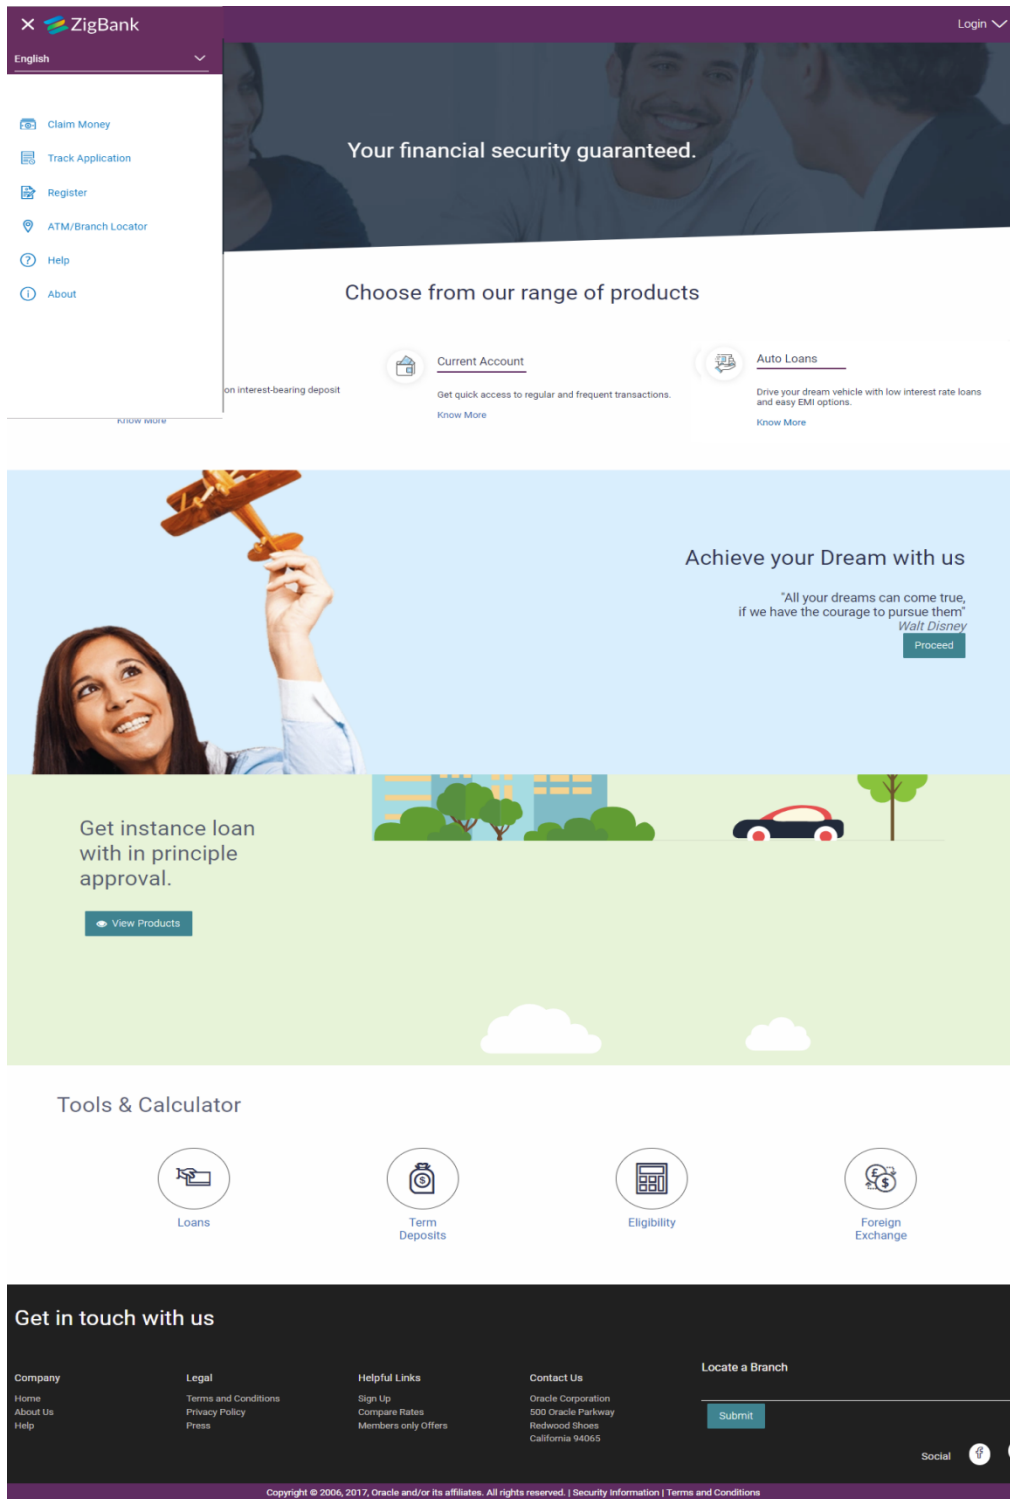 ZigBank
Login
English
Claim Money
Track Application
Register
ATM/Branch Locator
Help
About
Your financial security guaranteed.
Choose from our range of products
on interest-bearing deposit
Know More
Current Account
Get quick access to regular and frequent transactions.
Know More
Auto Loans
Drive your dream vehicle with low interest rate loans
and easy EMI options.
Know More
Achieve your Dream with us
"All your dreams can come true,
if we have the courage to pursue them"
Walt Disney
Proceed
Get instance loan
with in principle
approval.
View Products
Tools & Calculator
Loans
Term
Deposits
Eligibility
Foreign
Exchange
Get in touch with us
Company
Home
About Us
Help
Legal
Terms and Conditions
Privacy Policy
Press
Helpful Links
Sign Up
Compare Rates
Members only Offers
Contact Us
Oracle Corporation
500 Oracle Parkway
Redwood Shoes
California 94065
Locate a Branch
Submit
Social
Copyright © 2006, 2017, Oracle and/or its affiliates. All rights reserved. | Security Information | Terms and Conditions